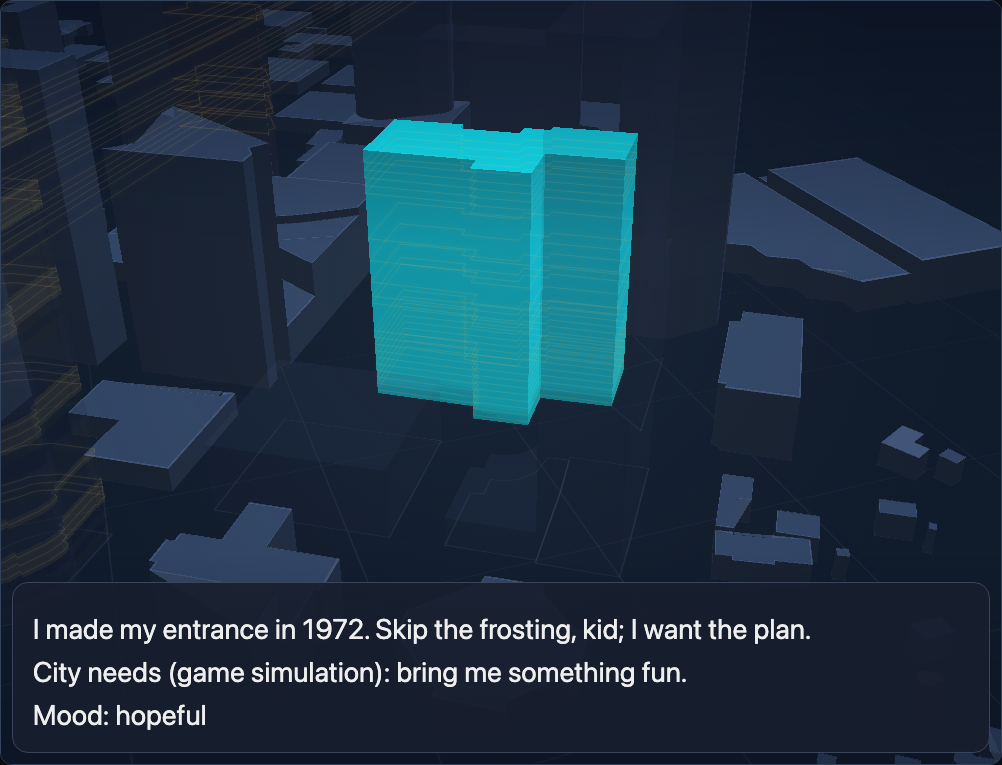 I made my entrance in 1972. Skip the frosting, kid; I want the plan.
City needs (game simulation): bring me something fun.
Mood: hopeful